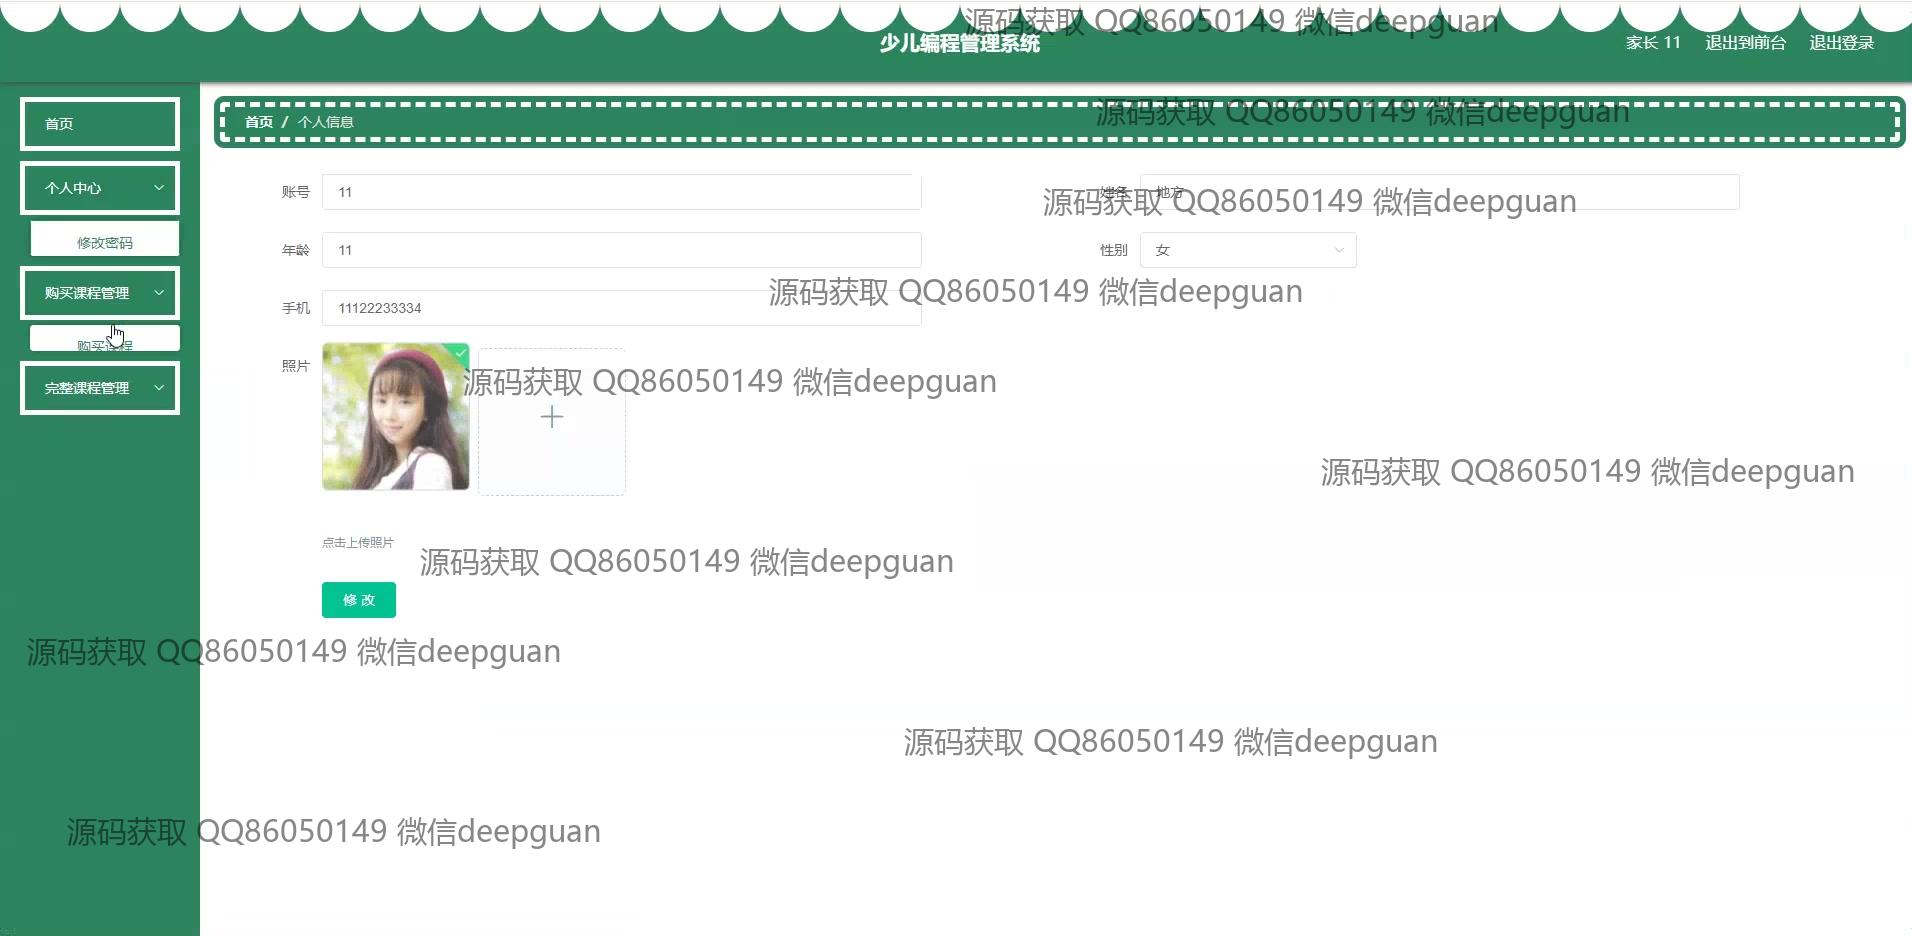 源码获取 QQ86050149 微信deepguan
少儿编程管理系统
家长 11 退出到前台 退出登录
首页
首页 / 个人信息
源码获取 QQ86050149 微信deepguan
个人中心
账号 11
姓名 地方
源码获取 QQ86050149 微信deepguan
修改密码
年龄 11
性别 女
购买课程管理
源码获取 QQ86050149 微信deepguan
手机 11122233334
购买课程
照片
源码获取 QQ86050149 微信deepguan
完整课程管理
源码获取 QQ86050149 微信deepguan
点击上传照片
源码获取 QQ86050149 微信deepguan
修改
源码获取 QQ86050149 微信deepguan
源码获取 QQ86050149 微信deepguan
源码获取 QQ86050149 微信deepguan